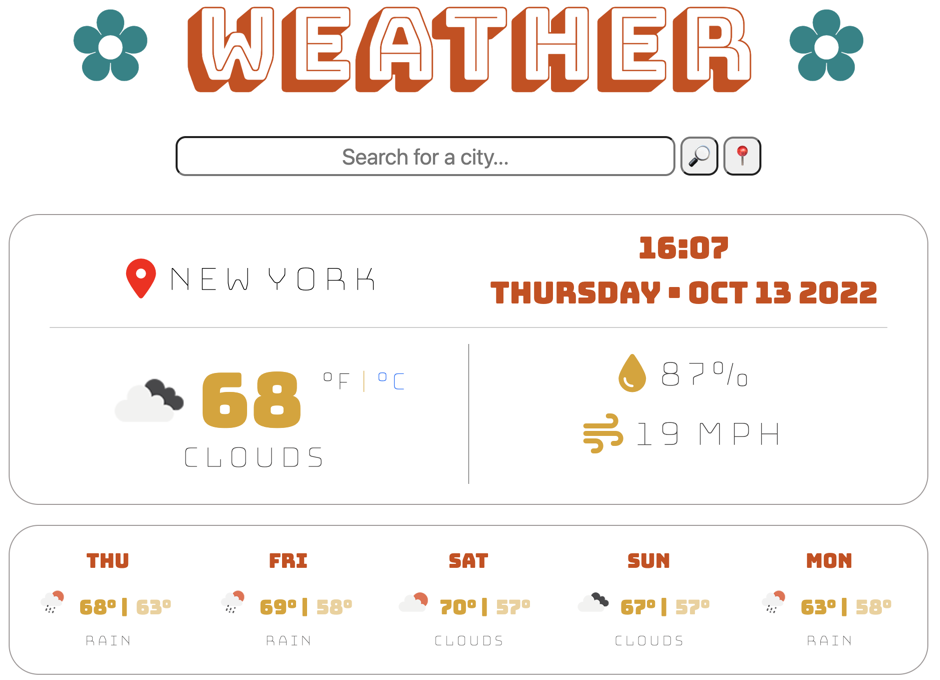 WEATHER
Search for a city...
NEW YORK
16:07
THURSDAY ▪ OCT 13 2022
68 °F | °C
CLOUDS
87%
19 MPH
THU FRI SAT SUN MON
68° | 63° 69° | 58° 70° | 57° 67° | 57° 63° | 58°
RAIN RAIN CLOUDS CLOUDS RAIN